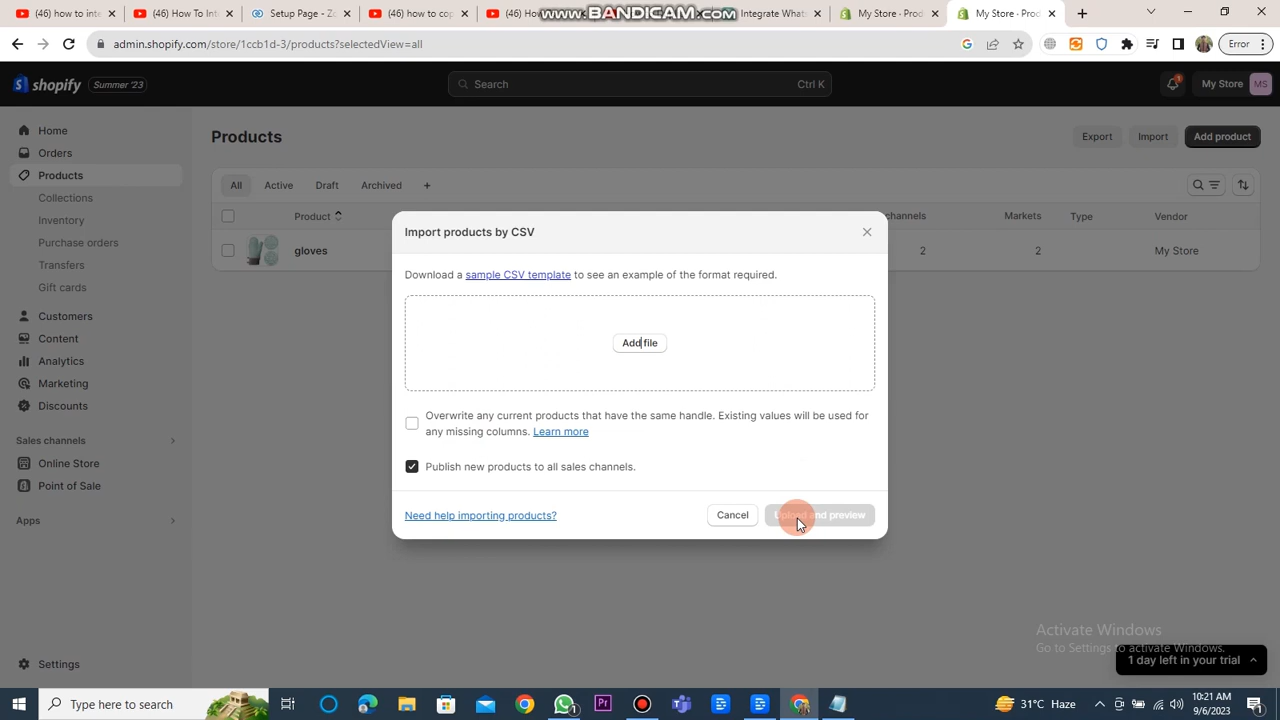 (46) how to inte
(46) How To Int
Setup Page - Zo
(46) how to cop
(46) Ho
www.BANDICAM.com
Integrate Whats
My Store · Prod
My Store · Prod
admin.shopify.com/store/1ccb1d-3/products?selectedView=all
Error
shopify
Summer '23
Search
Ctrl K
1
My Store
MS
Home
Orders
Products
Collections
Inventory
Purchase orders
Transfers
Gift cards
Customers
Content
Analytics
Marketing
Discounts
Sales channels
Online Store
Point of Sale
Apps
Settings
Products
Export
Import
Add product
All
Active
Draft
Archived
Product
channels
Markets
Type
Vendor
gloves
2
2
My Store
Import products by CSV
Download a sample CSV template to see an example of the format required.
Add file
Overwrite any current products that have the same handle. Existing values will be used for
any missing columns. Learn more
Publish new products to all sales channels.
Need help importing products?
Cancel
Upload and preview
Activate Windows
Go to Settings to activate Windows.
1 day left in your trial
Type here to search
1
Pr
31°C Haze
10:21 AM
9/6/2023
1